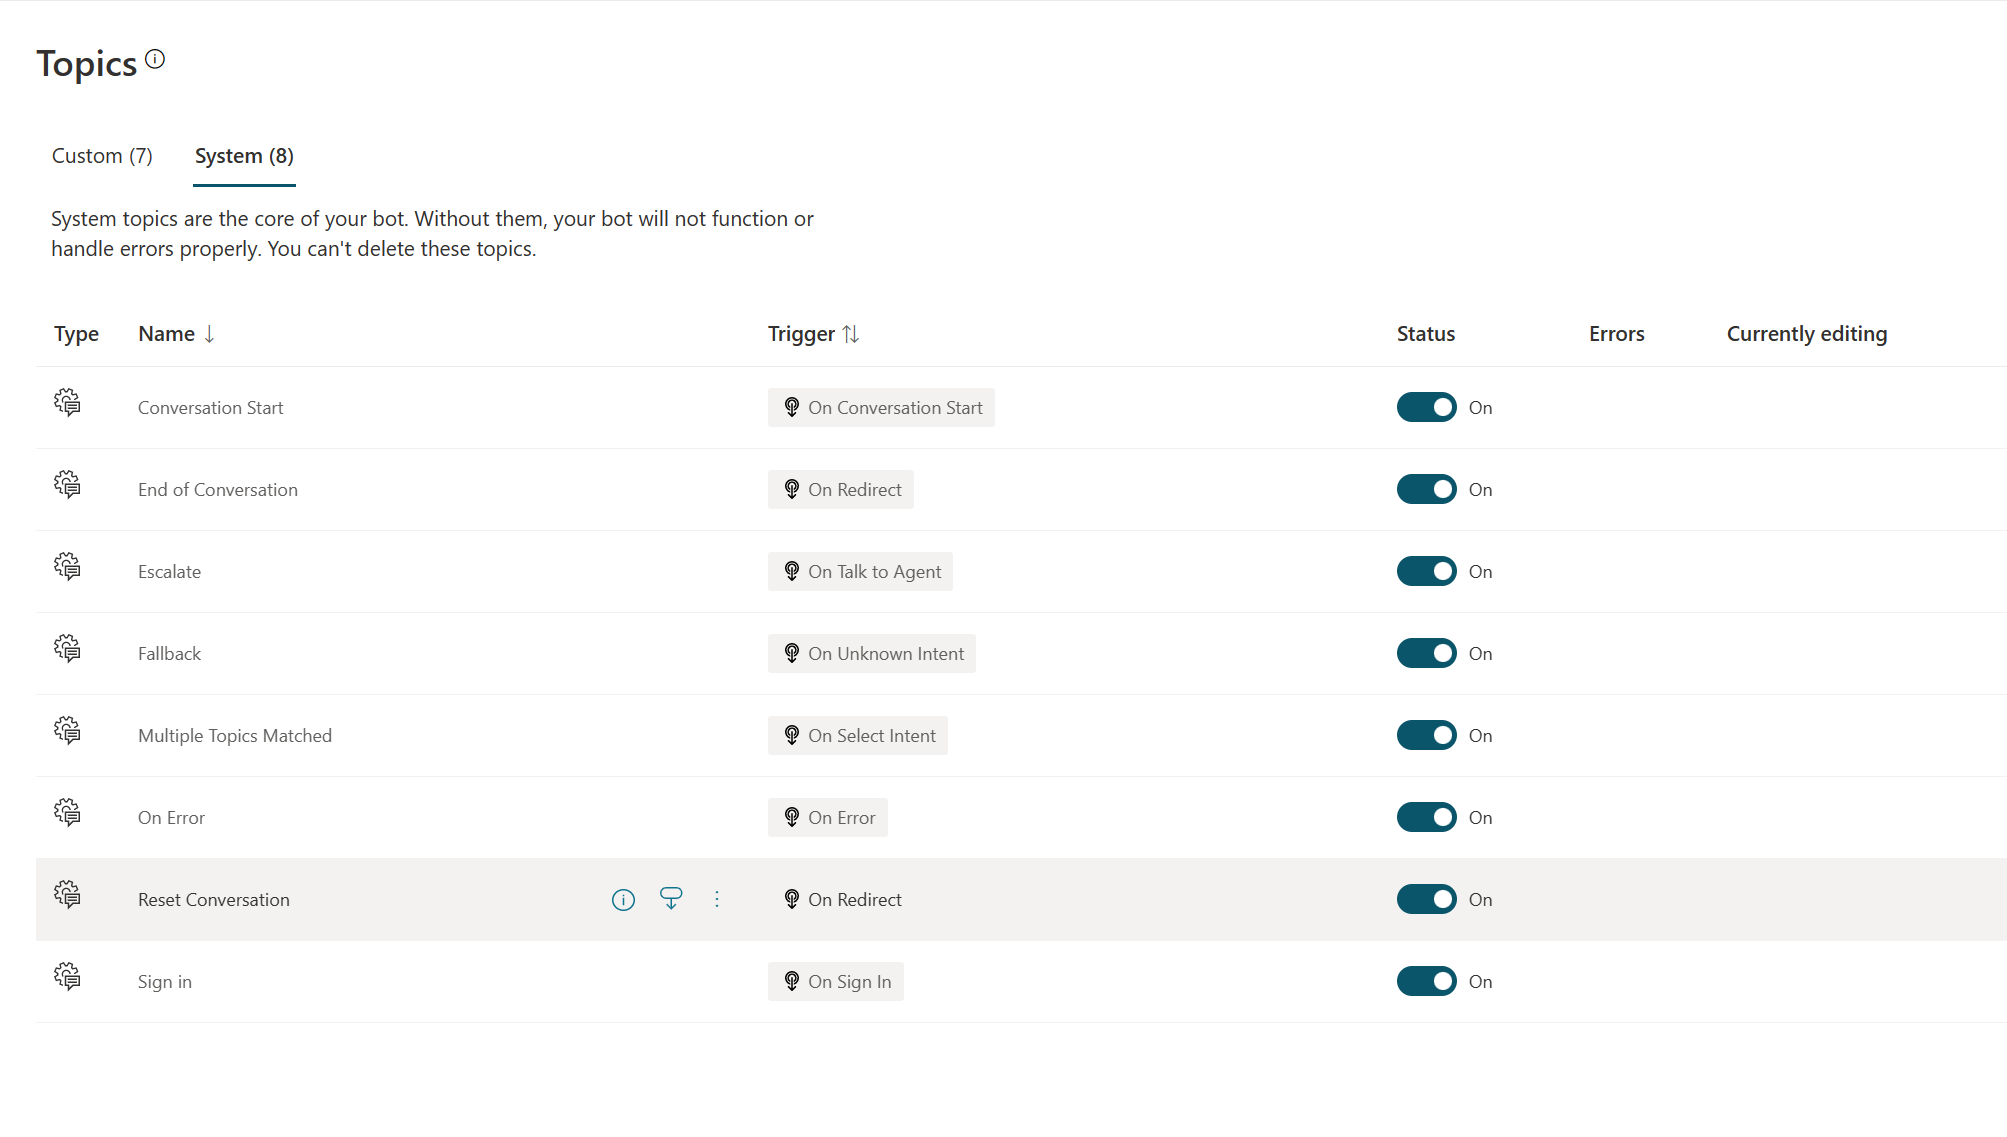 Topics
Custom (7) System (8)
System topics are the core of your bot. Without them, your bot will not function or
handle errors properly. You can't delete these topics.
Type Name Trigger Status Errors Currently editing
Conversation Start On Conversation Start On
End of Conversation On Redirect On
Escalate On Talk to Agent On
Fallback On Unknown Intent On
Multiple Topics Matched On Select Intent On
On Error On Error On
Reset Conversation On Redirect On
Sign in On Sign In On